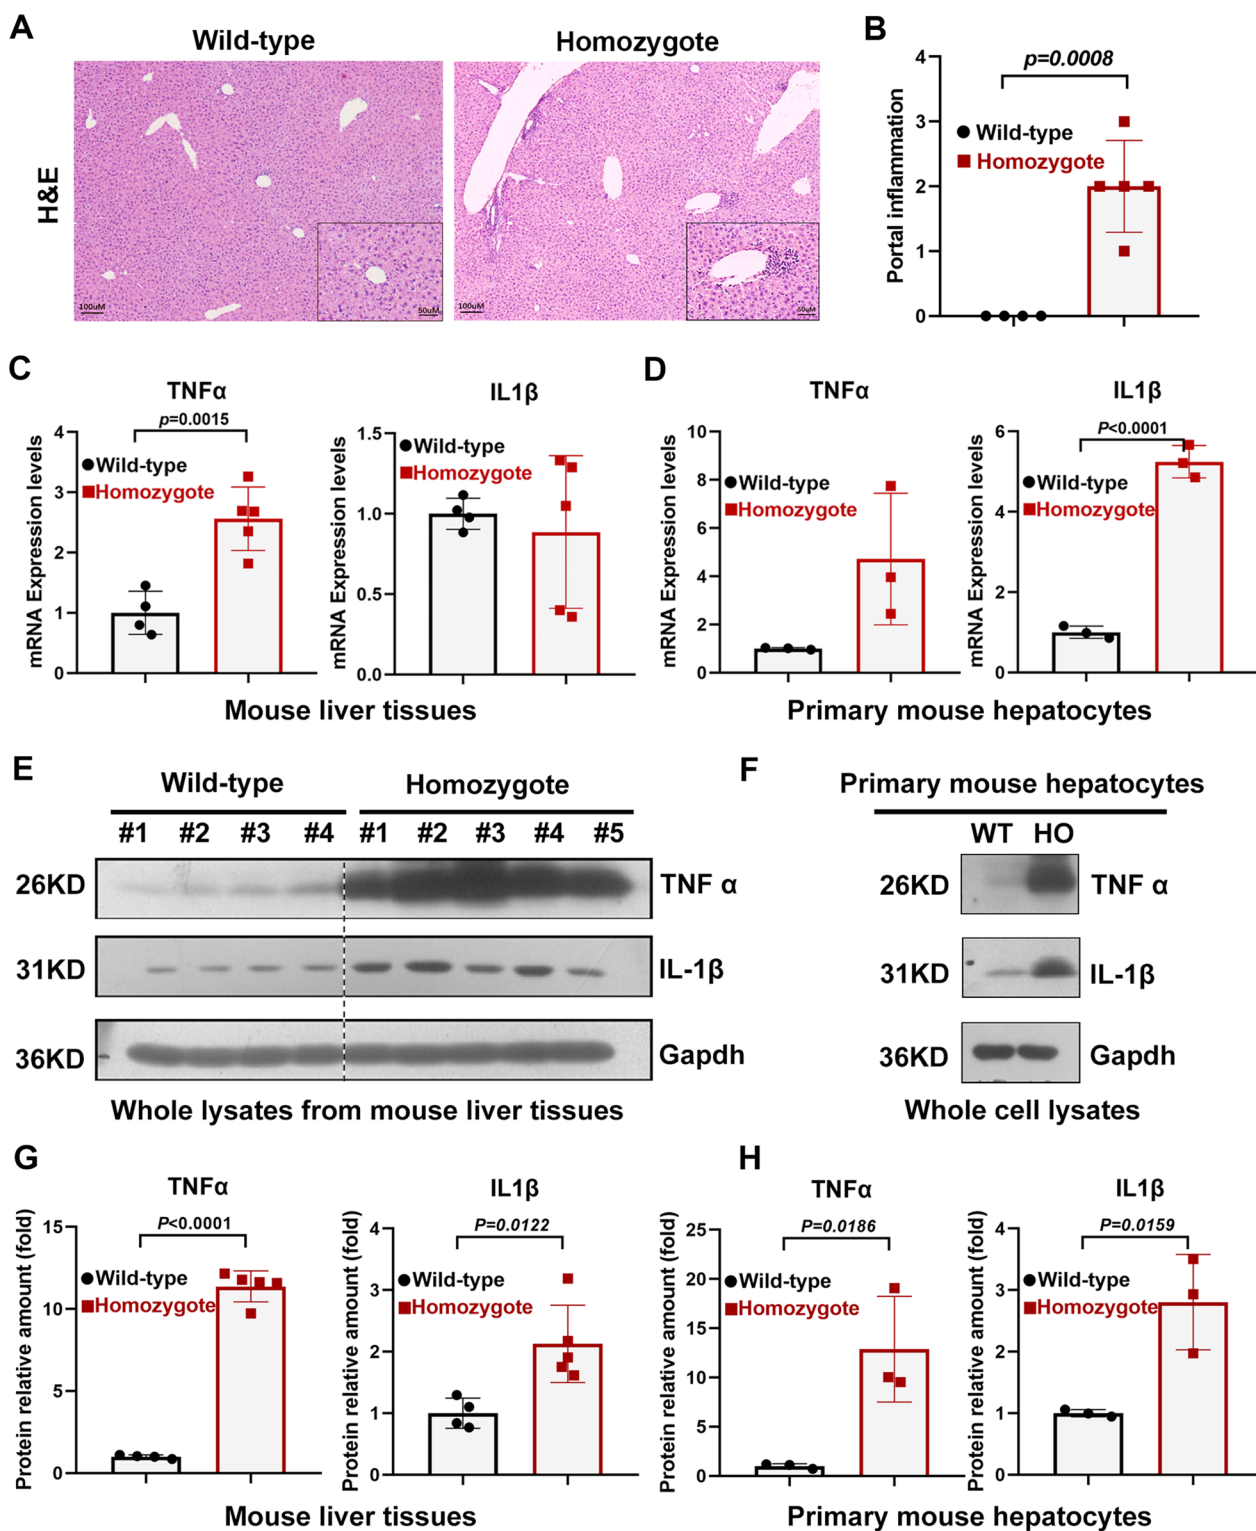 A
Wild-type
Homozygote
H&E
100uM
50uM
100uM
50uM
B
p=0.0008
Portal inflammation
4
3
2
1
0
Wild-type
Homozygote
C
TNFα
p=0.0015
mRNA Expression levels
4
3
2
1
0
Wild-type
Homozygote
IL1β
mRNA Expression levels
1.5
1.0
0.5
0.0
Wild-type
Homozygote
Mouse liver tissues
D
TNFα
mRNA Expression levels
10
8
6
4
2
0
Wild-type
Homozygote
IL1β
P<0.0001
mRNA Expression levels
6
4
2
0
Wild-type
Homozygote
Primary mouse hepatocytes
E
Wild-type Homozygote
#1 #2 #3 #4 #1 #2 #3 #4 #5
26KD TNF α
31KD IL-1β
36KD Gapdh
Whole lysates from mouse liver tissues
F
Primary mouse hepatocytes
WT HO
26KD TNF α
31KD IL-1β
36KD Gapdh
Whole cell lysates
G
TNFα
P<0.0001
Protein relative amount (fold)
15
10
5
0
Wild-type
Homozygote
IL1β
P=0.0122
Protein relative amount (fold)
4
3
2
1
0
Wild-type
Homozygote
Mouse liver tissues
H
TNFα
P=0.0186
Protein relative amount (fold)
25
20
15
10
5
0
Wild-type
Homozygote
IL1β
P=0.0159
Protein relative amount (fold)
4
3
2
1
0
Wild-type
Homozygote
Primary mouse hepatocytes